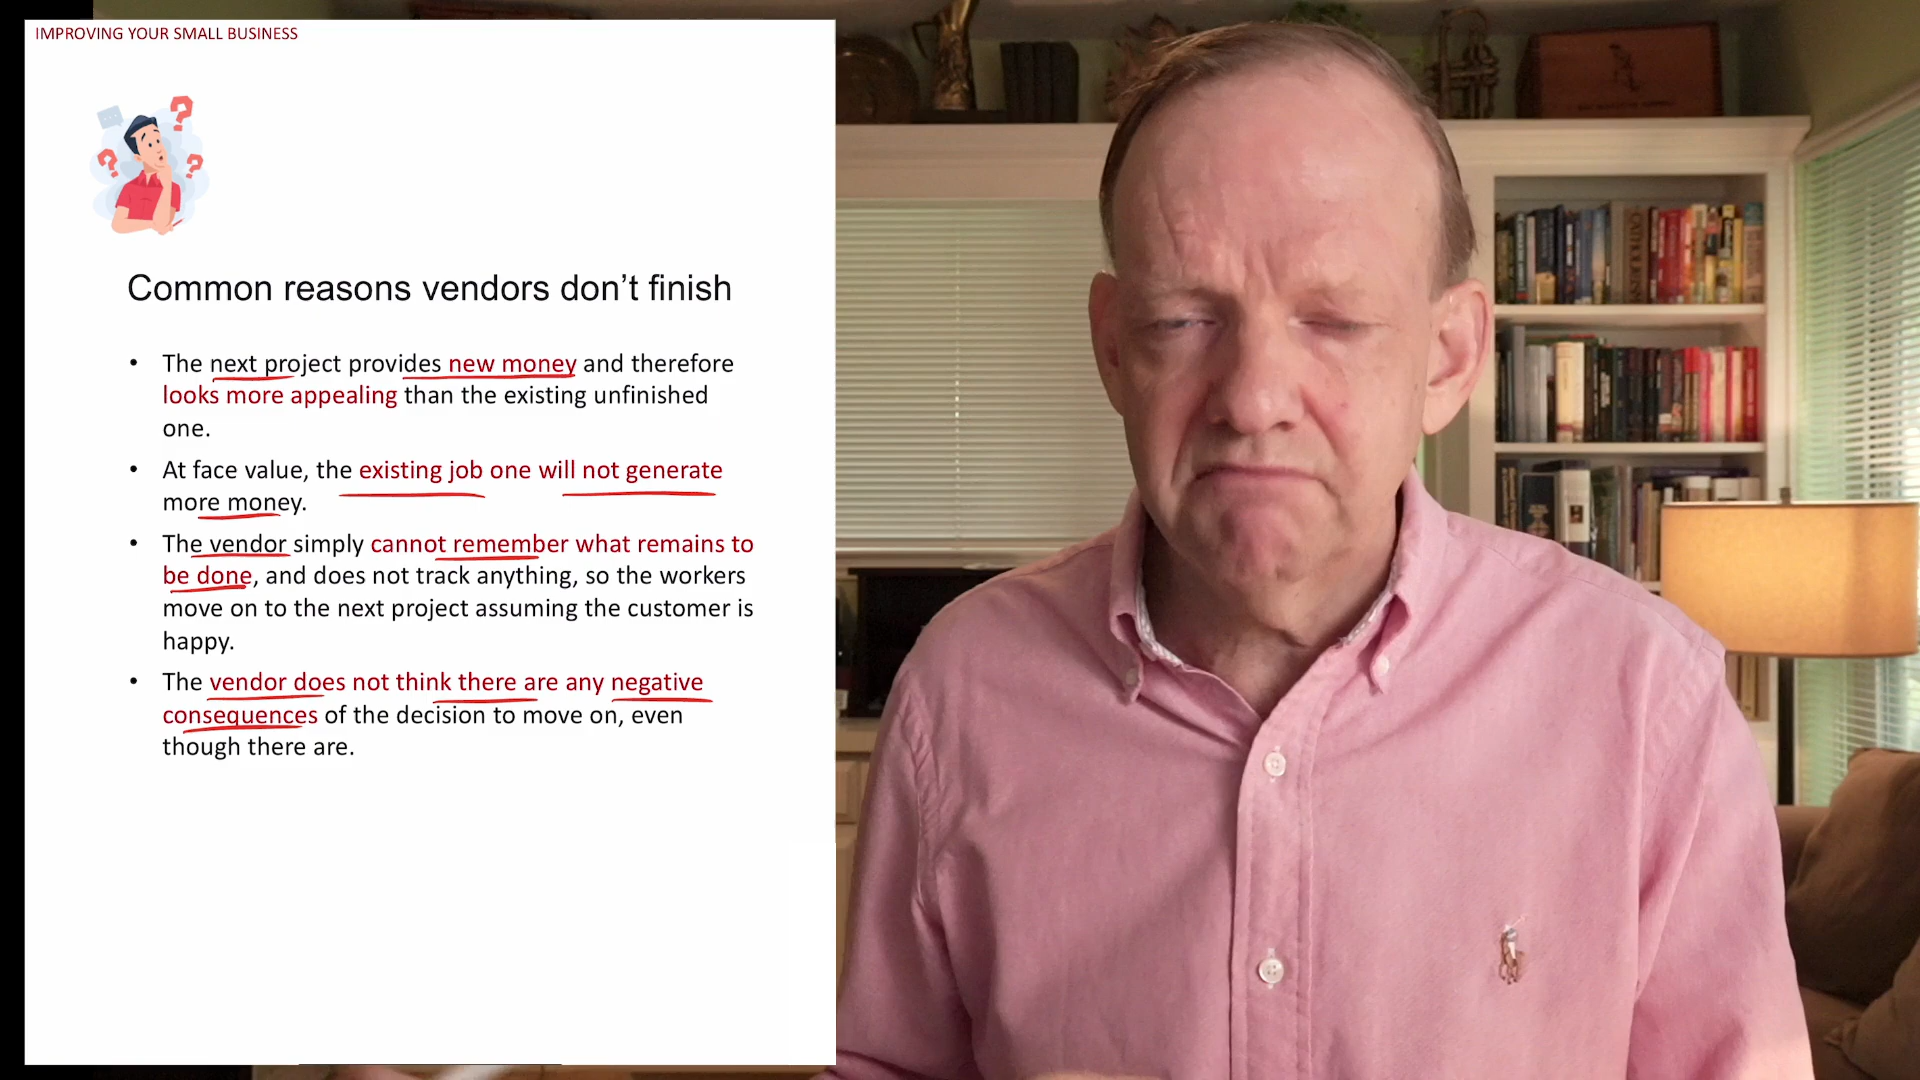 IMPROVING YOUR SMALL BUSINESS
Common reasons vendors don’t finish
• The next project provides new money and therefore
looks more appealing than the existing unfinished
one.
• At face value, the existing job one will not generate
more money.
• The vendor simply cannot remember what remains to
be done, and does not track anything, so the workers
move on to the next project assuming the customer is
happy.
• The vendor does not think there are any negative
consequences of the decision to move on, even
though there are.